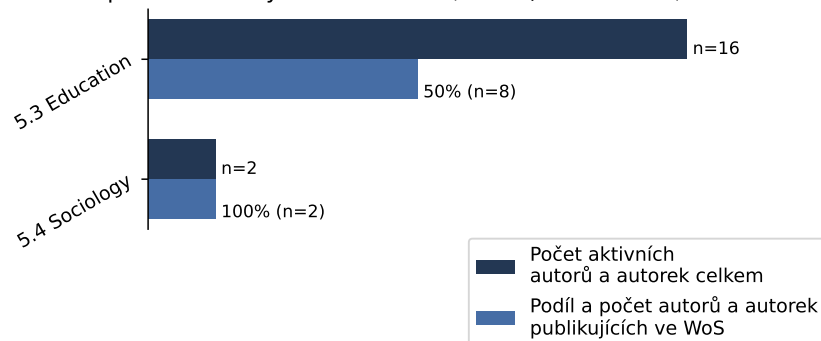 n=16
5.3 Education
50% (n=8)
n=2
5.4 Sociology
100% (n=2)
Počet aktivních
autorů a autorek celkem
Podíl a počet autorů a autorek
publikujících ve WoS